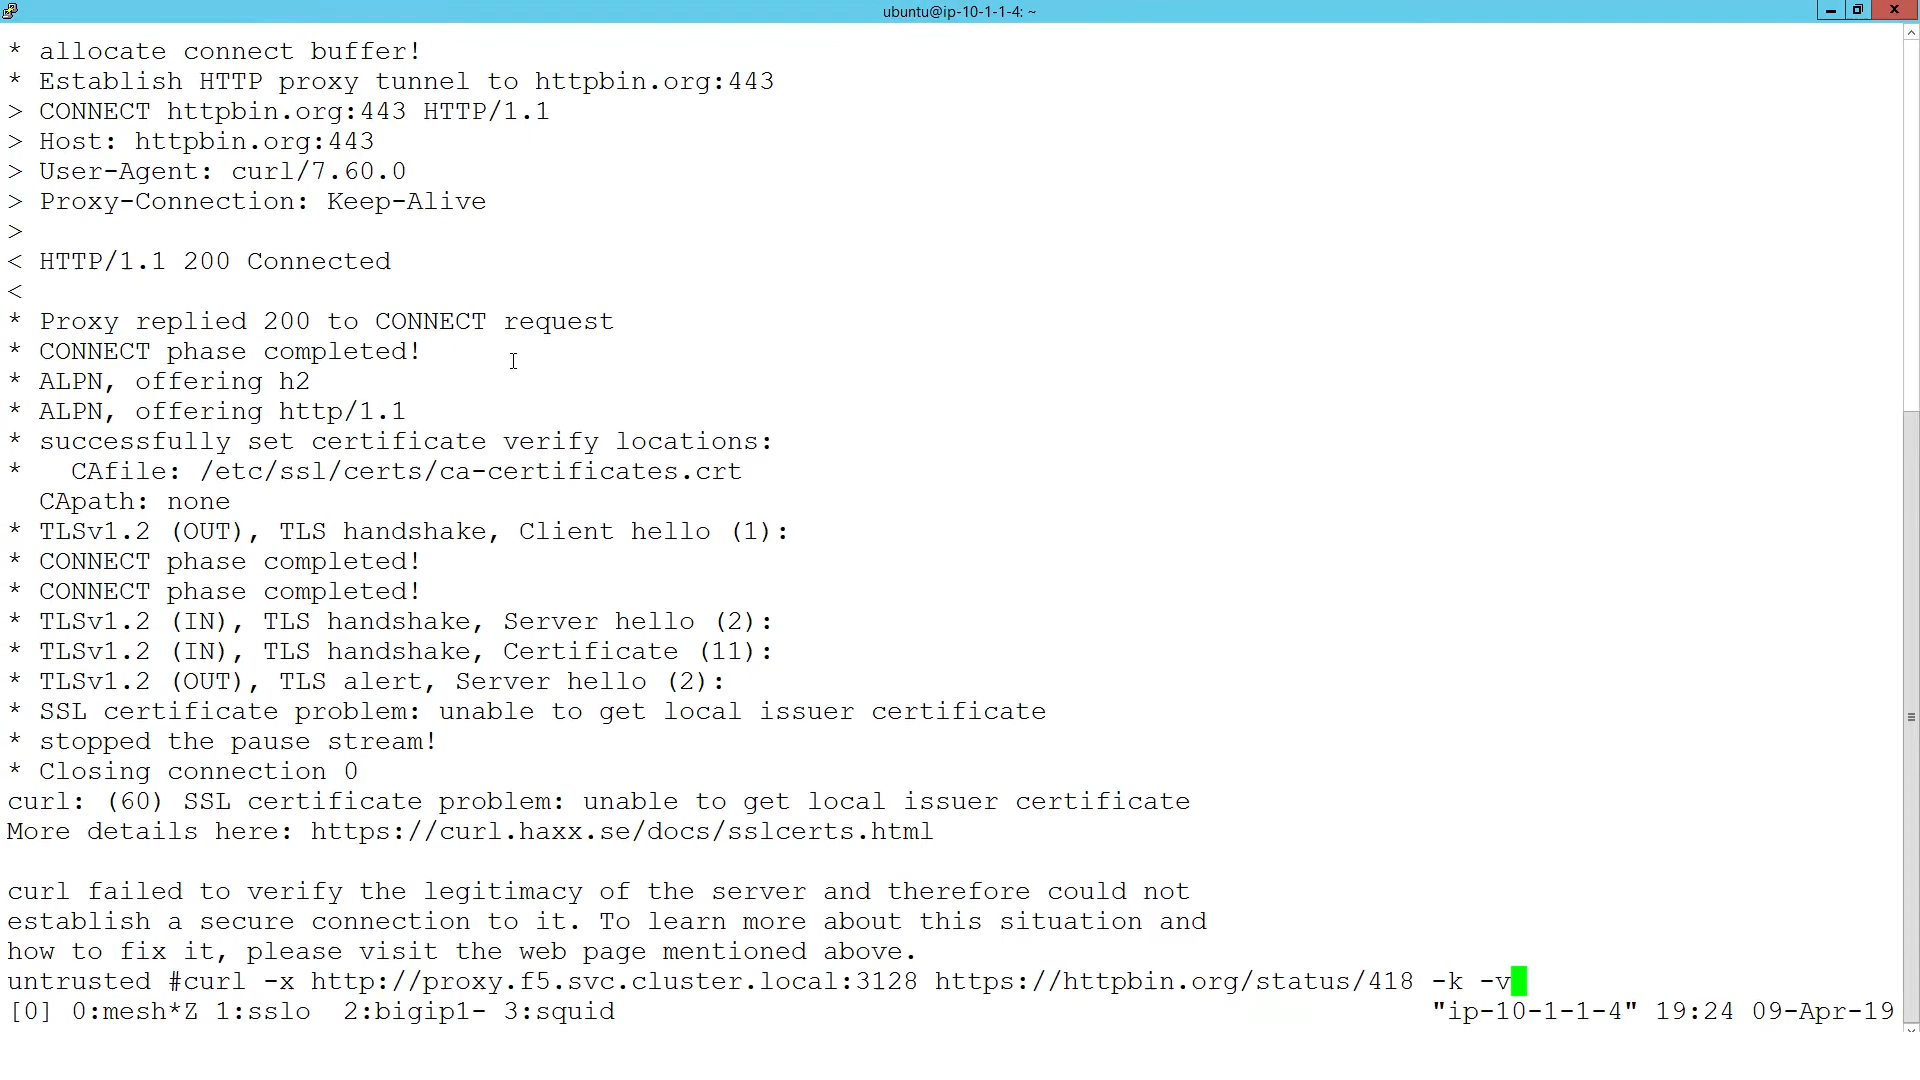 ubuntu@ip-10-1-1-4: ~
* allocate connect buffer!
* Establish HTTP proxy tunnel to httpbin.org:443
> CONNECT httpbin.org:443 HTTP/1.1
> Host: httpbin.org:443
> User-Agent: curl/7.60.0
> Proxy-Connection: Keep-Alive
>
< HTTP/1.1 200 Connected
<
* Proxy replied 200 to CONNECT request
* CONNECT phase completed!
* ALPN, offering h2
* ALPN, offering http/1.1
* successfully set certificate verify locations:
*   CAfile: /etc/ssl/certs/ca-certificates.crt
  CApath: none
* TLSv1.2 (OUT), TLS handshake, Client hello (1):
* CONNECT phase completed!
* CONNECT phase completed!
* TLSv1.2 (IN), TLS handshake, Server hello (2):
* TLSv1.2 (IN), TLS handshake, Certificate (11):
* TLSv1.2 (OUT), TLS alert, Server hello (2):
* SSL certificate problem: unable to get local issuer certificate
* stopped the pause stream!
* Closing connection 0
curl: (60) SSL certificate problem: unable to get local issuer certificate
More details here: https://curl.haxx.se/docs/sslcerts.html
curl failed to verify the legitimacy of the server and therefore could not
establish a secure connection to it. To learn more about this situation and
how to fix it, please visit the web page mentioned above.
untrusted #curl -x http://proxy.f5.svc.cluster.local:3128 https://httpbin.org/status/418 -k -v
[0] 0:mesh*Z 1:sslo  2:bigip1- 3:squid "ip-10-1-1-4" 19:24 09-Apr-19